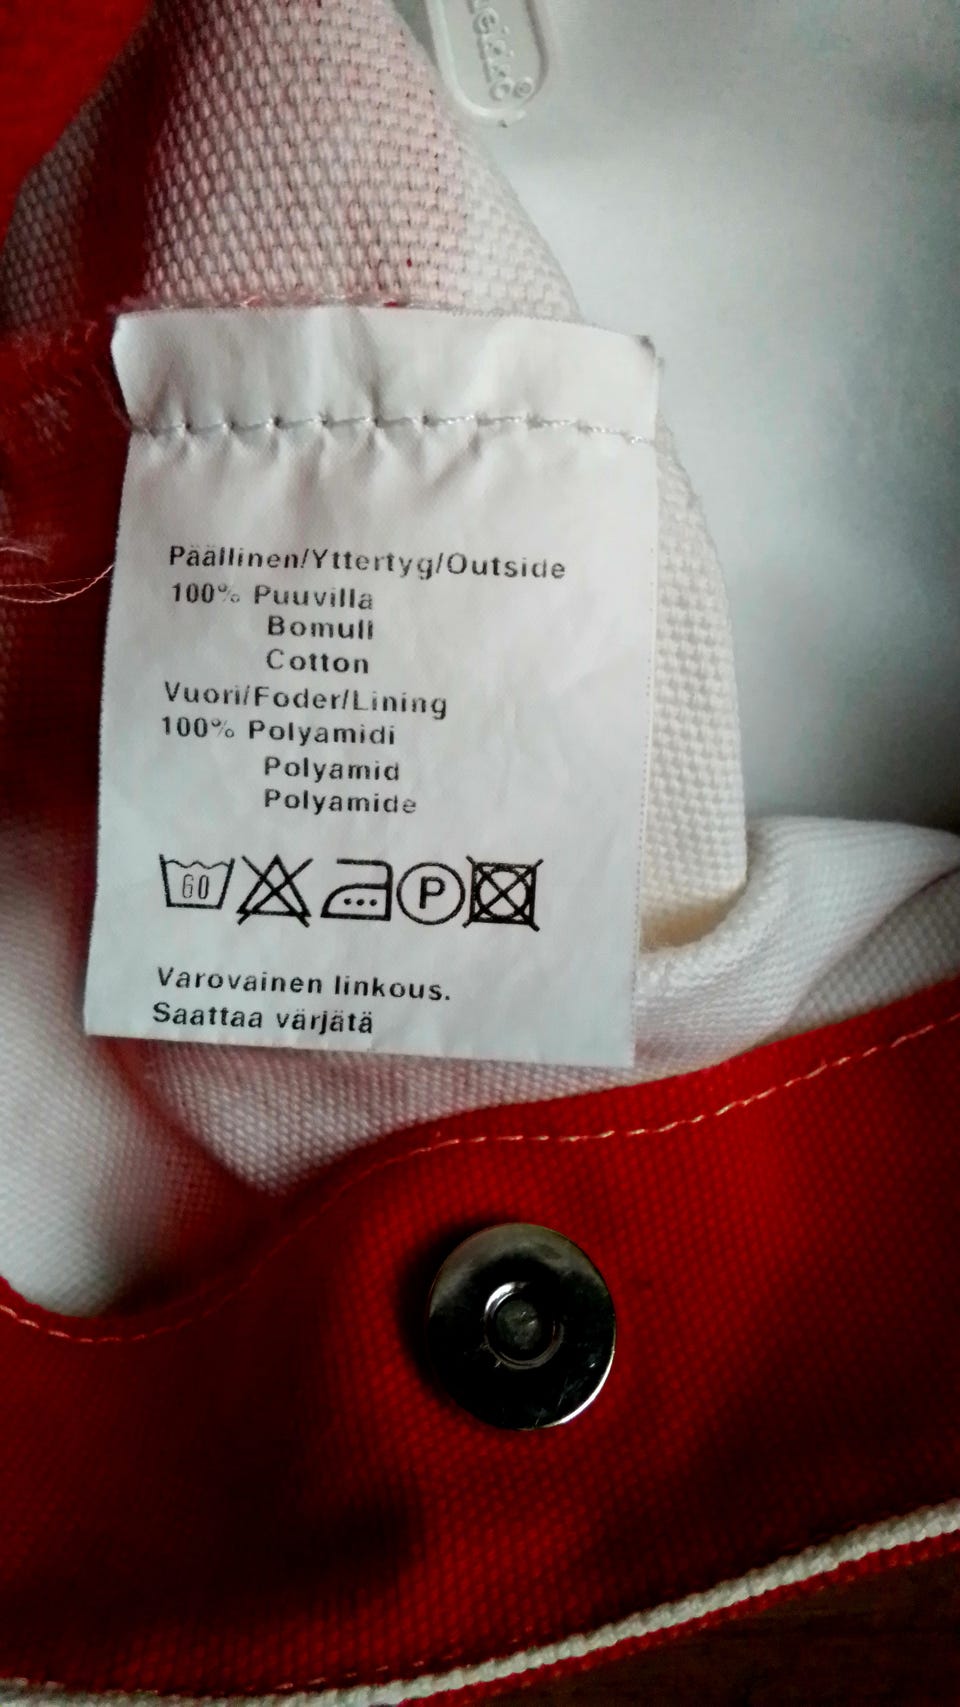 Päällinen/Yttertyg/Outside
100% Puuvilla
Bomull
Cotton
Vuori/Foder/Lining
100% Polyamidi
Polyamid
Polyamide
60
P
Varovainen linkous.
Saattaa värjätä